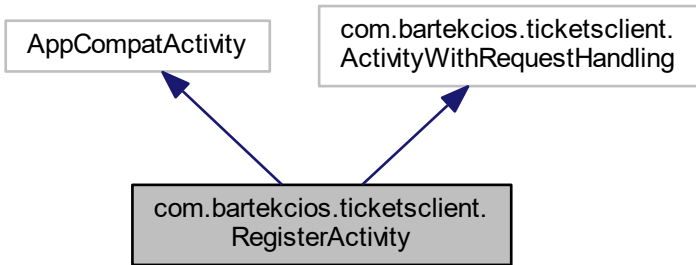 AppCompatActivity
com.bartekcios.ticketsclient.
ActivityWithRequestHandling
com.bartekcios.ticketsclient.
RegisterActivity